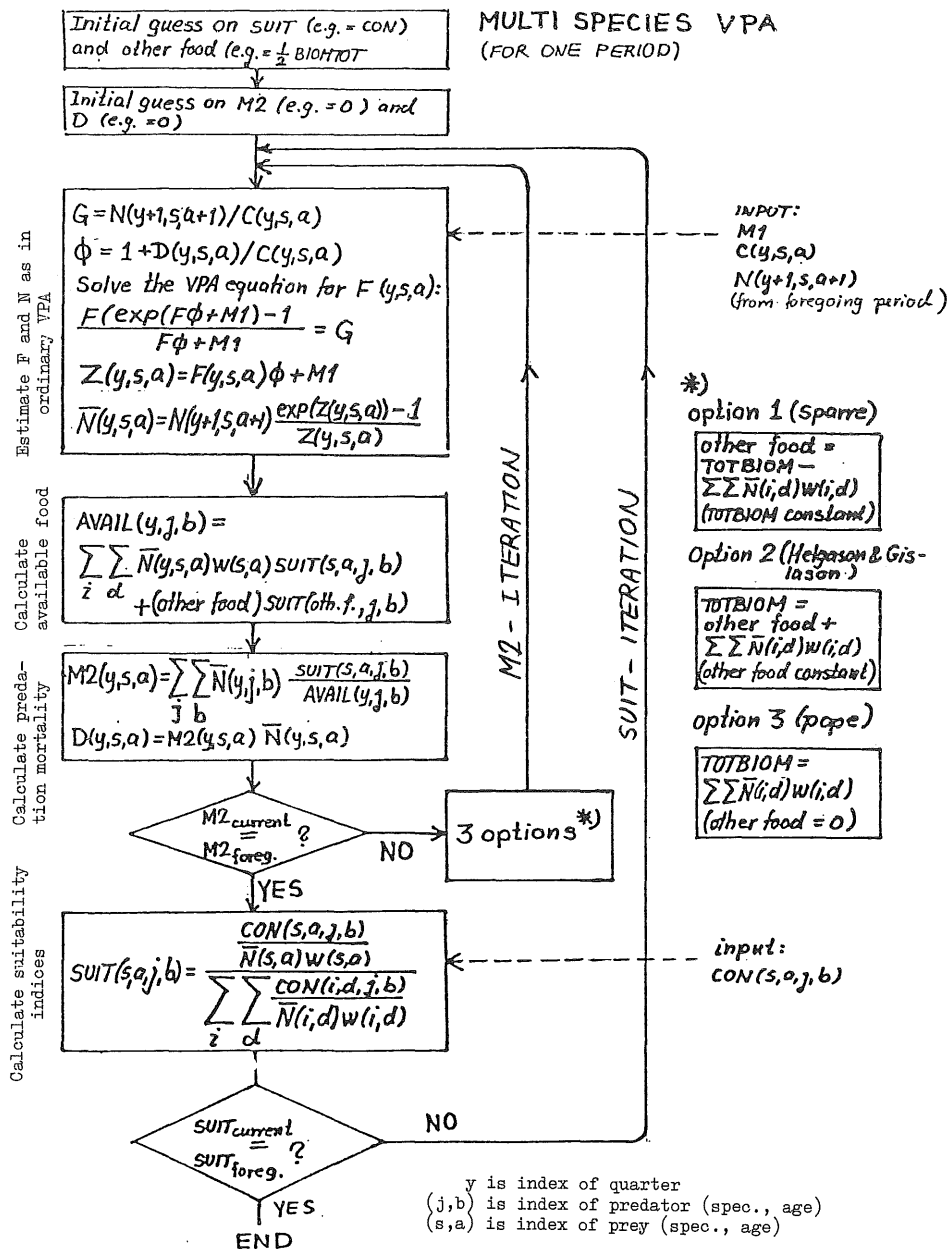 MULTI SPECIES VPA
(FOR ONE PERIOD)
Initial guess on SUIT (e.g. = CON)
and other food (e.g. = 1/2 BIOMTOT
Initial guess on M2 (e.g. =0) and
D (e.g. =0)
Estimate F and N as in
ordinary VPA
G=N(y+1,s,a+1)/C(y,s,a)
φ = 1+D(y,s,a)/C(y,s,a)
Solve the VPA equation for F(y,s,a):
F(exp(Fφ+M1)-1
Fφ+M1
= G
Z(y,s,a)=F(y,s,a)φ+M1
N̄(y,s,a)=N(y+1,s,a+1) exp(Z(y,s,a))-1
Z(y,s,a)
INPUT:
M1
C(y,s,a)
N(y+1,s,a+1)
(from foregoing period)
Calculate
available food
AVAIL(y,j,b)=
∑ ∑ N̄(y,s,a)w(s,a) SUIT(s,a,j,b)
i d
+(other food)SUIT(oth.f.,j,b)
Calculate preda-
tion mortality
M2(y,s,a)=∑∑N̄(y,j,b) SUIT(s,a,j,b)
j b AVAIL(y,j,b)
D(y,s,a)=M2(y,s,a) N̄(y,s,a)
M2current
= ?
M2foreg.
NO
3 options*)
YES
M2-ITERATION
SUIT-ITERATION
*)
option 1 (sparre)
other food =
TOTBIOM -
∑∑ N̄(i,d)w(i,d)
(TOTBIOM constant)
Option 2 (Helgason & Gis-
lason)
TOTBIOM =
other food +
∑∑ N̄(i,d)w(i,d)
(other food constant)
option 3 (pope)
TOTBIOM =
∑∑N̄(i,d)w(i,d)
(other food = 0)
Calculate suitability
indices
CON(s,a,j,b)
N̄(s,a)w(s,a)
SUIT(s,a,j,b)=
∑ ∑ CON(i,d,j,b)
i d N̄(i,d)w(i,d)
input:
CON(s,a,j,b)
SUITcurrent
= ?
SUITforeg.
NO
YES
END
y is index of quarter
(j,b) is index of predator (spec., age)
(s,a) is index of prey (spec., age)